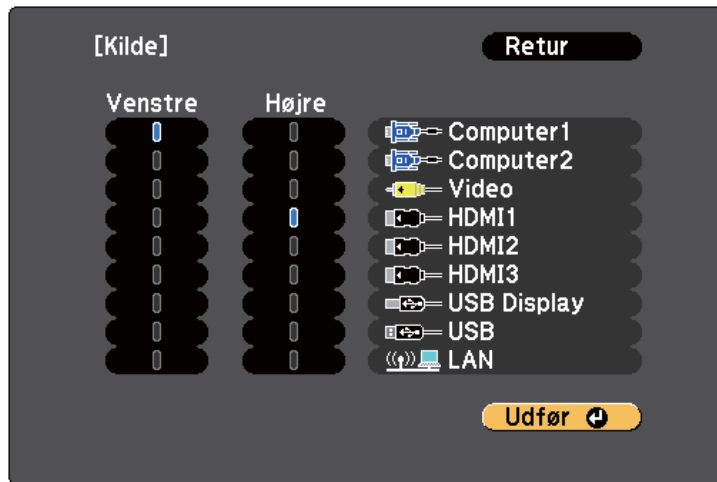 [Kilde] Retur
Venstre Højre
Computer1
Computer2
Video
HDMI1
HDMI2
HDMI3
USB Display
USB
LAN
Udfør